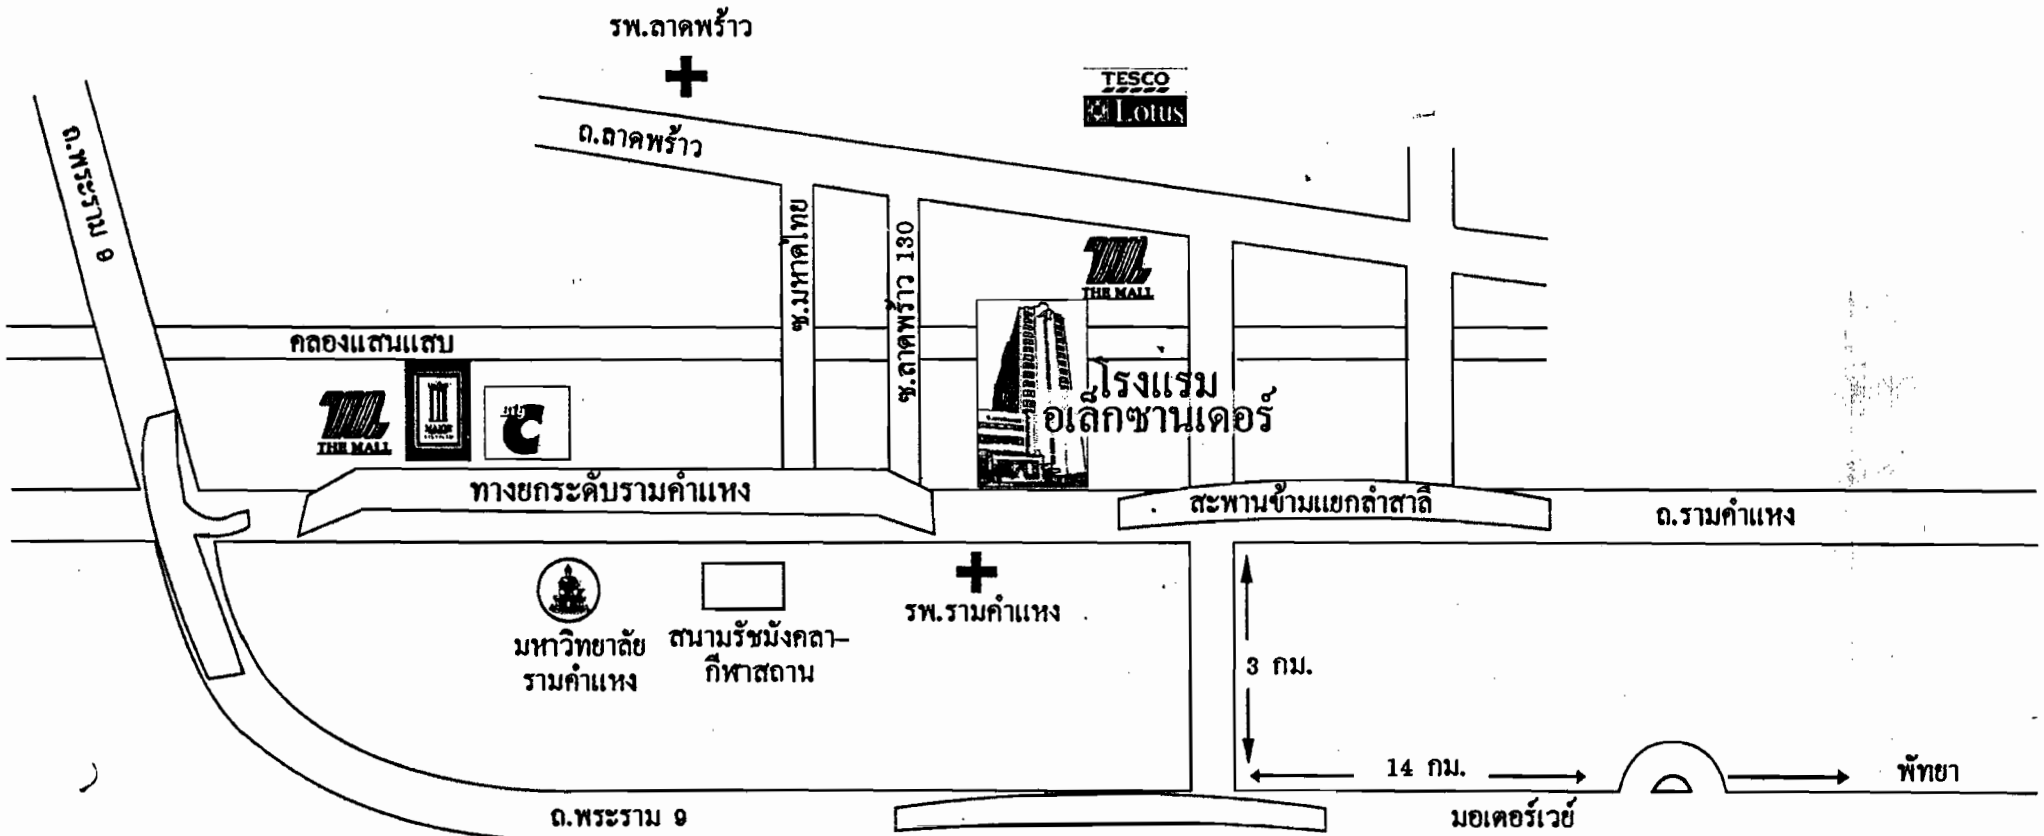 รพ.ลาดพร้าว
TESCO
Lotus
ถ.ลาดพร้าว
ถ.พระราม 9
ซ.มหาดไทย
ซ.ลาดพร้าว 130
THE MALL
คลองแสนแสบ
โรงแรม
อเล็กซานเดอร์
THE MALL
MAJOR
BIG
C
ทางยกระดับรามคำแหง
สะพานข้ามแยกลำสาลี
ถ.รามคำแหง
มหาวิทยาลัย
รามคำแหง
สนามรัชมังคลา-
กีฬาสถาน
รพ.รามคำแหง
3 กม.
14 กม.
พัทยา
ถ.พระราม 9
มอเตอร์เวย์